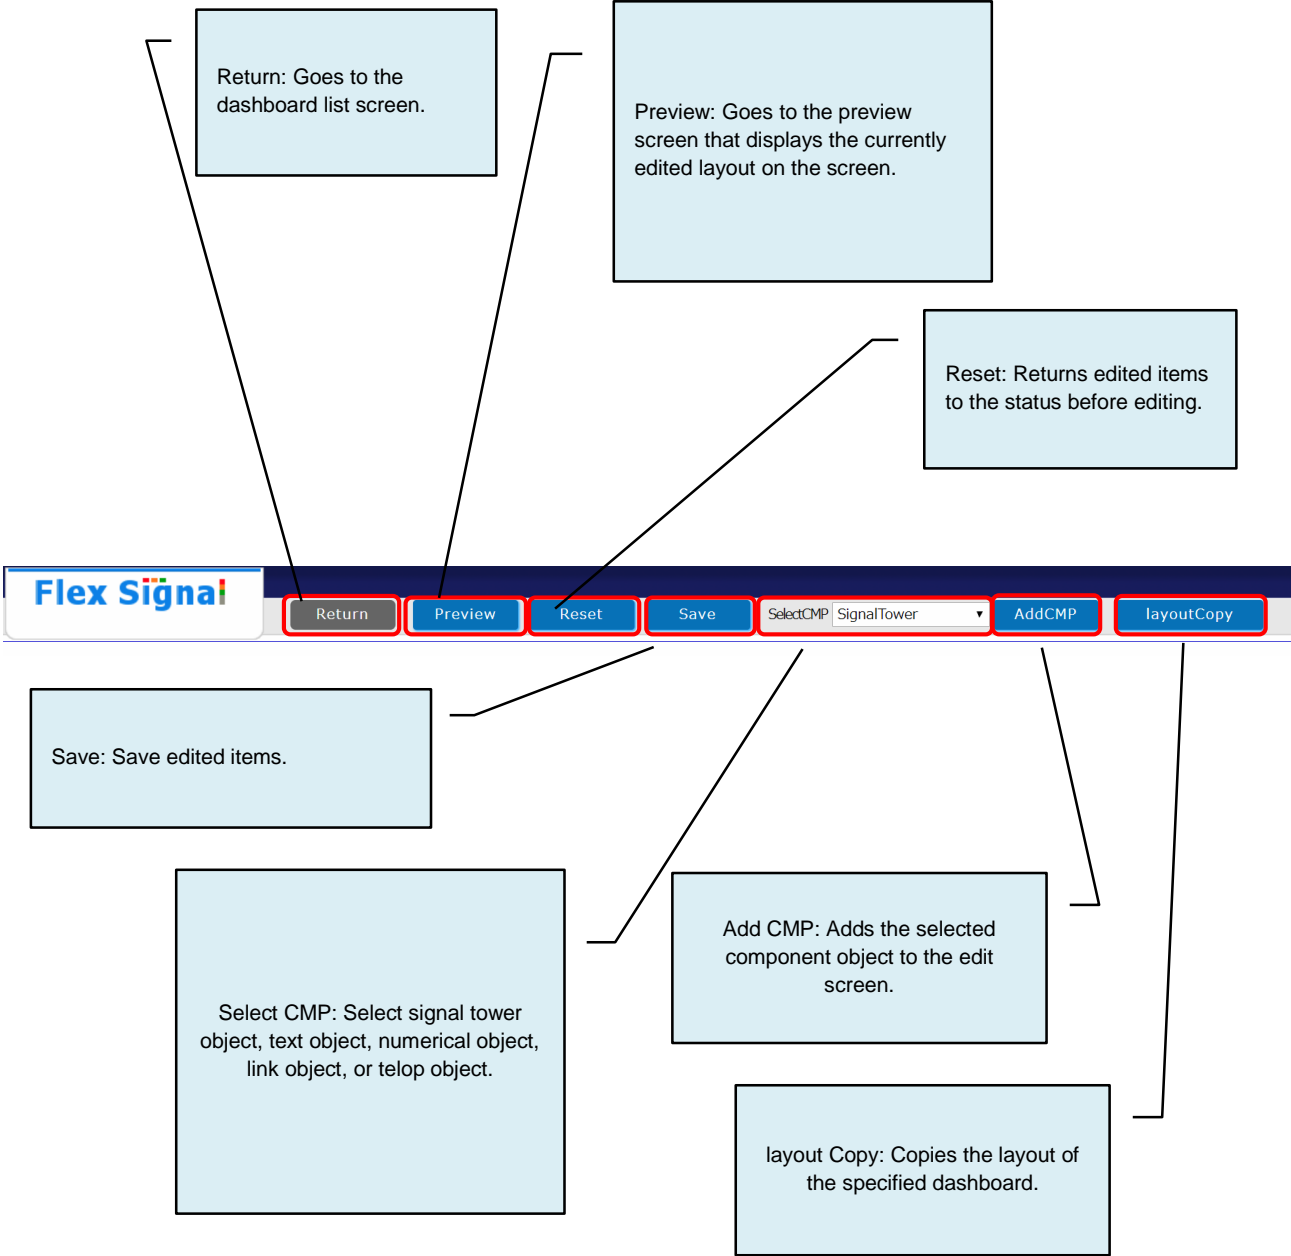 Return: Goes to the
dashboard list screen.
Preview: Goes to the preview
screen that displays the currently
edited layout on the screen.
Reset: Returns edited items
to the status before editing.
Flex Signal
Return
Preview
Reset
Save
SelectCMP
SignalTower
AddCMP
layoutCopy
Save: Save edited items.
Select CMP: Select signal tower
object, text object, numerical object,
link object, or telop object.
Add CMP: Adds the selected
component object to the edit
screen.
layout Copy: Copies the layout of
the specified dashboard.